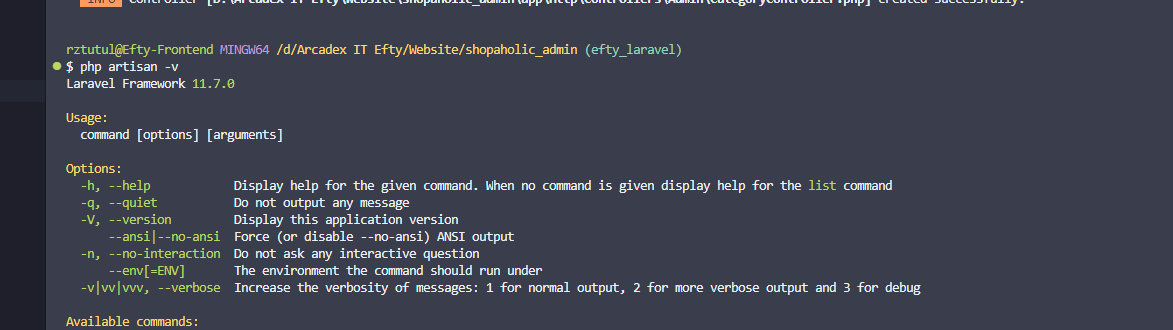 INFO Controller [D:\Arcadex IT Efty\Website\shopaholic_admin\app\Http\Controllers\Admin\CategoryController.php] created successfully.
rztutul@Efty-Frontend MINGW64 /d/Arcadex IT Efty/Website/shopaholic_admin (efty_laravel)
$ php artisan -v
Laravel Framework 11.7.0
Usage:
command [options] [arguments]
Options:
-h, --help Display help for the given command. When no command is given display help for the list command
-q, --quiet Do not output any message
-V, --version Display this application version
--ansi|--no-ansi Force (or disable --no-ansi) ANSI output
-n, --no-interaction Do not ask any interactive question
--env[=ENV] The environment the command should run under
-v|vv|vvv, --verbose Increase the verbosity of messages: 1 for normal output, 2 for more verbose output and 3 for debug
Available commands: